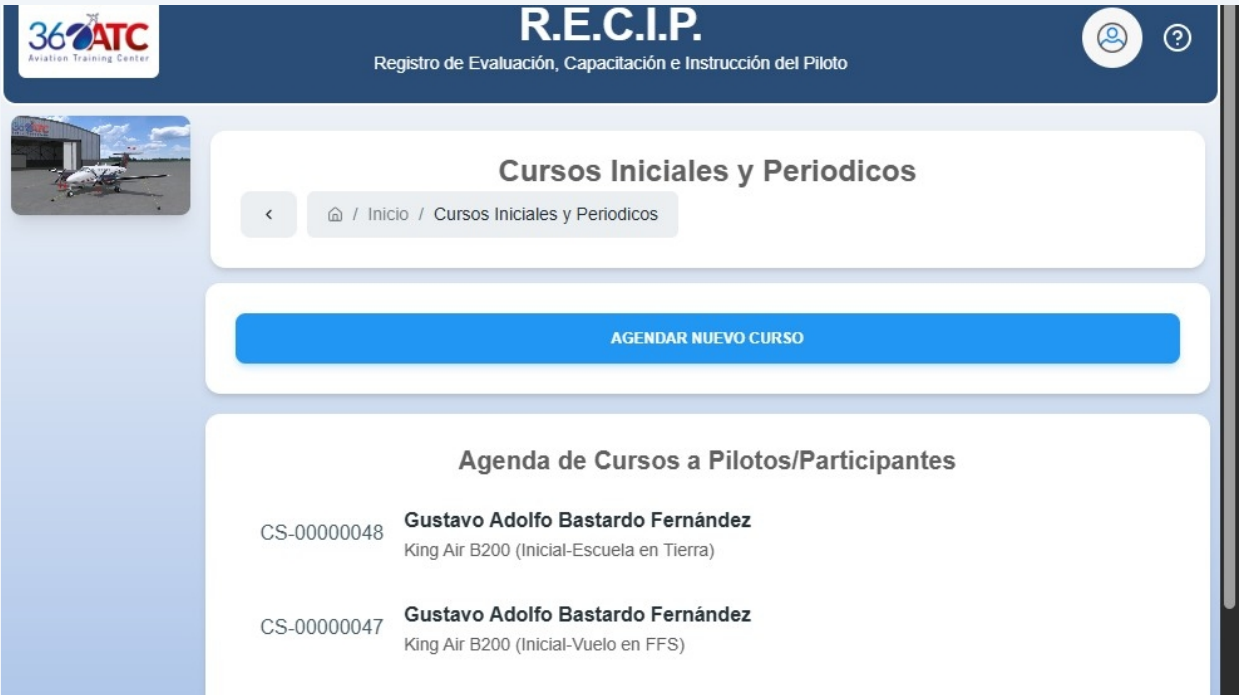 360ATC
Aviation Training Center
R.E.C.I.P.
Registro de Evaluación, Capacitación e Instrucción del Piloto
Cursos Iniciales y Periodicos
/ Inicio / Cursos Iniciales y Periodicos
AGENDAR NUEVO CURSO
Agenda de Cursos a Pilotos/Participantes
CS-00000048
Gustavo Adolfo Bastardo Fernández
King Air B200 (Inicial-Escuela en Tierra)
CS-00000047
Gustavo Adolfo Bastardo Fernández
King Air B200 (Inicial-Vuelo en FFS)